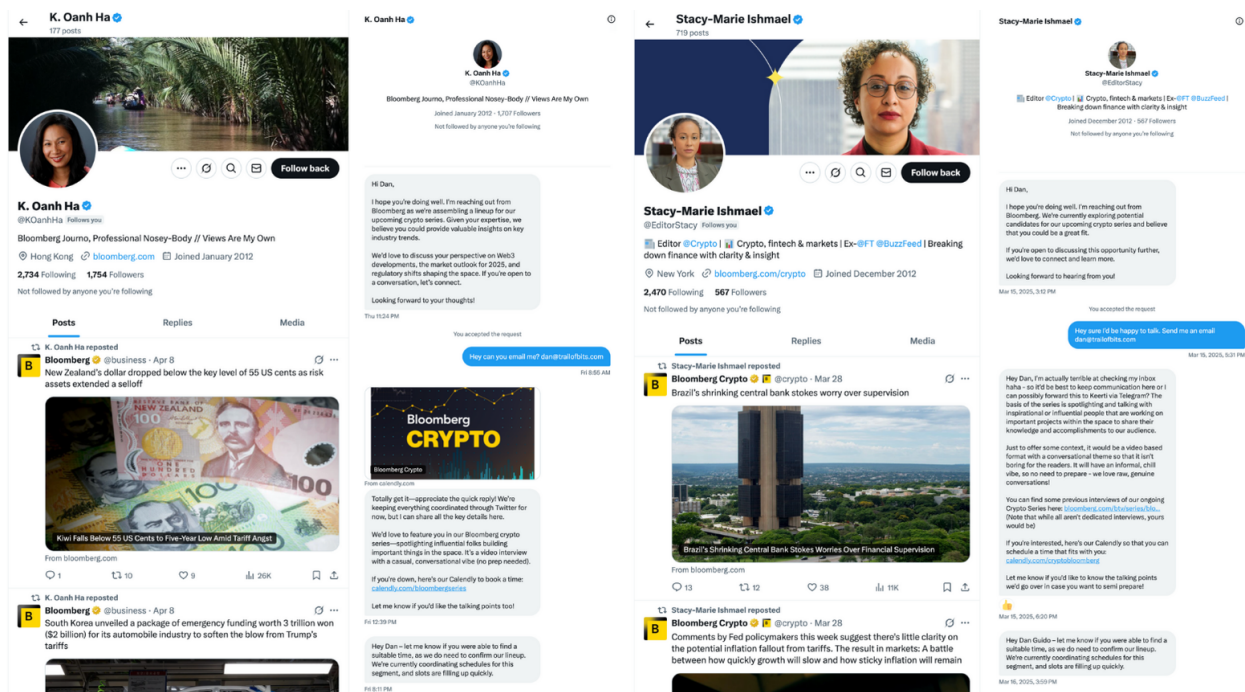 K. Oanh Ha
177 posts
Follow back
K. Oanh Ha
@KOanhHa Follows you
Bloomberg Journo, Professional Nosey-Body // Views Are My Own
Hong Kong bloomberg.com Joined January 2012
2,734 Following 1,754 Followers
Not followed by anyone you're following
Posts Replies Media
K. Oanh Ha reposted
Bloomberg @business · Apr 8
New Zealand's dollar dropped below the key level of 55 US cents as risk
assets extended a selloff
NEW ZEALAND
100
100
100
Kiwi Falls Below 55 US Cents to Five-Year Low Amid Tariff Angst
From bloomberg.com
1 10 9 26K
K. Oanh Ha reposted
Bloomberg @business · Apr 8
South Korea unveiled a package of emergency funding worth 3 trillion won
($2 billion) for its automobile industry to soften the blow from Trump's
tariffs
K. Oanh Ha
K. Oanh Ha
@KOanhHa
Bloomberg Journo, Professional Nosey-Body // Views Are My Own
Joined January 2012 · 1,707 Followers
Not followed by anyone you're following
Hi Dan,
I hope you're doing well. I'm reaching out from
Bloomberg as we're assembling a lineup for our
upcoming crypto series. Given your expertise, we
believe you could provide valuable insights on key
industry trends.
We'd love to discuss your perspective on Web3
developments, the market outlook for 2025, and
regulatory shifts shaping the space. If you're open to
a conversation, let's connect.
Looking forward to your thoughts!
Thu 11:24 PM
You accepted the request
Hey can you email me? dan@trailofbits.com
Fri 8:55 AM
Bloomberg
CRYPTO
Bloomberg Crypto
From calendly.com
Totally get it—appreciate the quick reply! We're
keeping everything coordinated through Twitter for
now, but I can share all the key details here.
We'd love to feature you in our Bloomberg crypto
series—spotlighting influential folks building
important things in the space. It's a video interview
with a casual, conversational vibe (no prep needed).
If you're down, here's our Calendly to book a time:
calendly.com/bloombergseries
Let me know if you'd like the talking points too!
Fri 12:39 PM
Hey Dan – let me know if you were able to find a
suitable time, as we do need to confirm our lineup.
We're currently coordinating schedules for this
segment, and slots are filling up quickly.
Fri 8:11 PM
Stacy-Marie Ishmael
719 posts
Follow back
Stacy-Marie Ishmael
@EditorStacy Follows you
Editor @Crypto | Crypto, fintech & markets | Ex-@FT @BuzzFeed | Breaking
down finance with clarity & insight
New York bloomberg.com/crypto Joined December 2012
2,470 Following 567 Followers
Not followed by anyone you're following
Posts Replies Media
Stacy-Marie Ishmael reposted
Bloomberg Crypto @crypto · Mar 28
Brazil's shrinking central bank stokes worry over supervision
Brazil's Shrinking Central Bank Stokes Worries Over Financial Supervision
From bloomberg.com
13 12 38 11K
Stacy-Marie Ishmael reposted
Bloomberg Crypto @crypto · Mar 28
Comments by Fed policymakers this week suggest there's little clarity on
the potential inflation fallout from tariffs. The result in markets: A battle
between how quickly growth will slow and how sticky inflation will remain
Stacy-Marie Ishmael
Stacy-Marie Ishmael
@EditorStacy
Editor @Crypto | Crypto, fintech & markets | Ex-@FT @BuzzFeed |
Breaking down finance with clarity & insight
Joined December 2012 · 567 Followers
Not followed by anyone you're following
Hi Dan,
I hope you're doing well. I'm reaching out from
Bloomberg. We're currently exploring potential
candidates for our upcoming crypto series and believe
that you could be a great fit.
If you're open to discussing this opportunity further,
we'd love to connect and learn more.
Looking forward to hearing from you!
Mar 15, 2025, 3:12 PM
You accepted the request
Hey sure I'd be happy to talk. Send me an email
dan@trailofbits.com
Mar 15, 2025, 5:31 PM
Hey Dan, I'm actually terrible at checking my inbox
haha - so it'd be best to keep communication here or I
can possibly forward this to Keerti via Telegram? The
basis of the series is spotlighting and talking with
inspirational or influential people that are working on
important projects within the space to share their
knowledge and accomplishments to our audience.
Just to offer some context, it would be a video based
format with a conversational theme so that it isn't
boring for the readers. It will have an informal, chill
vibe, so no need to prepare - we love raw, genuine
conversations!
You can find some previous interviews of our ongoing
Crypto Series here: bloomberg.com/btv/series/blo...
(Note that while all aren't dedicated interviews, yours
would be)
If you're interested, here's our Calendly so that you can
schedule a time that fits with you:
calendly.com/cryptobloomberg
Let me know if you'd like to know the talking points
we'd go over in case you want to semi prepare!
Mar 15, 2025, 6:20 PM
Hey Dan Guido – let me know if you were able to find a
suitable time, as we do need to confirm our lineup.
We're currently coordinating schedules for this
segment, and slots are filling up quickly.
Mar 16, 2025, 3:59 PM